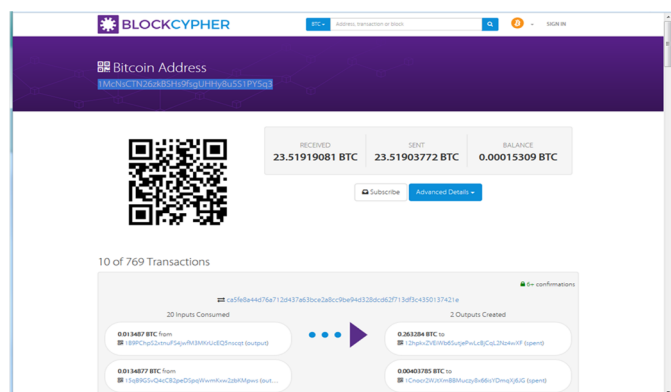 BLOCKCYPHER
BTC
Address, transaction or block
SIGN IN
Bitcoin Address
1McNsCTN26zkBSHs9fsgUHHy8u5S1PY5q3
RECEIVED
23.51919081 BTC
SENT
23.51903772 BTC
BALANCE
0.00015309 BTC
Subscribe
Advanced Details
10 of 769 Transactions
6+ confirmations
20 Inputs Consumed
2 Outputs Created
0.013487 BTC from
(output)
0.263284 BTC to
(spent)
0.0134877 BTC from
0.00403785 BTC to
(spent)